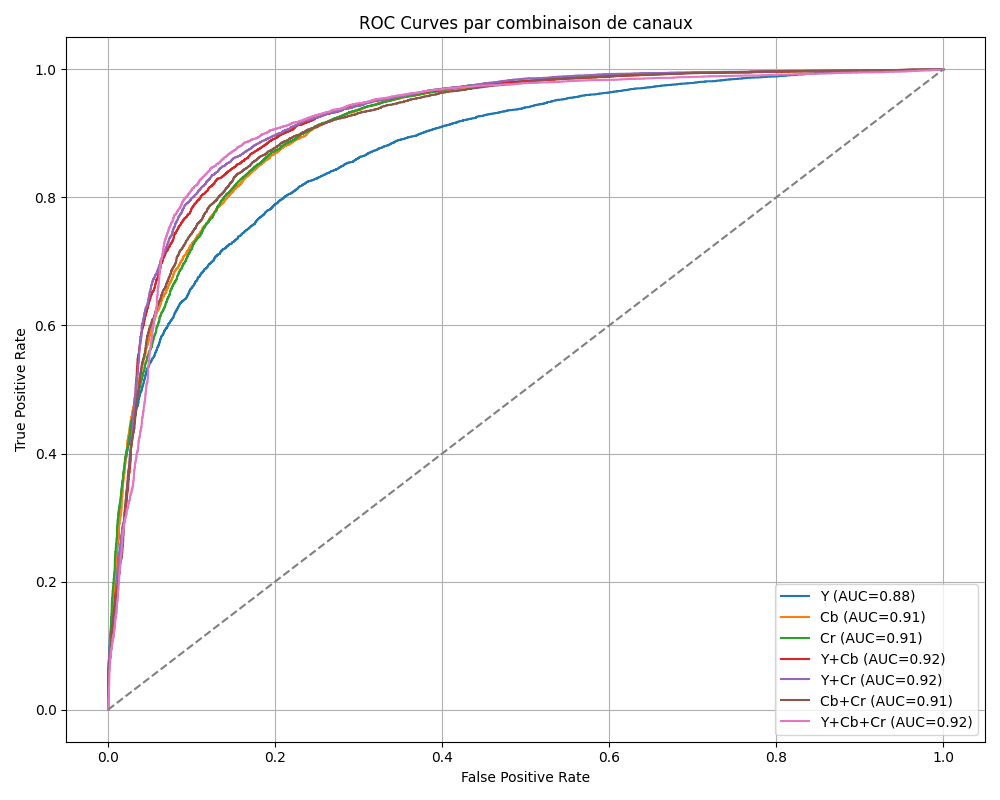 ROC Curves par combinaison de canaux
True Positive Rate
1.0
0.8
0.6
0.4
0.2
0.0
Y (AUC=0.88)
Cb (AUC=0.91)
Cr (AUC=0.91)
Y+Cb (AUC=0.92)
Y+Cr (AUC=0.92)
Cb+Cr (AUC=0.91)
Y+Cb+Cr (AUC=0.92)
0.0 0.2 0.4 0.6 0.8 1.0
False Positive Rate